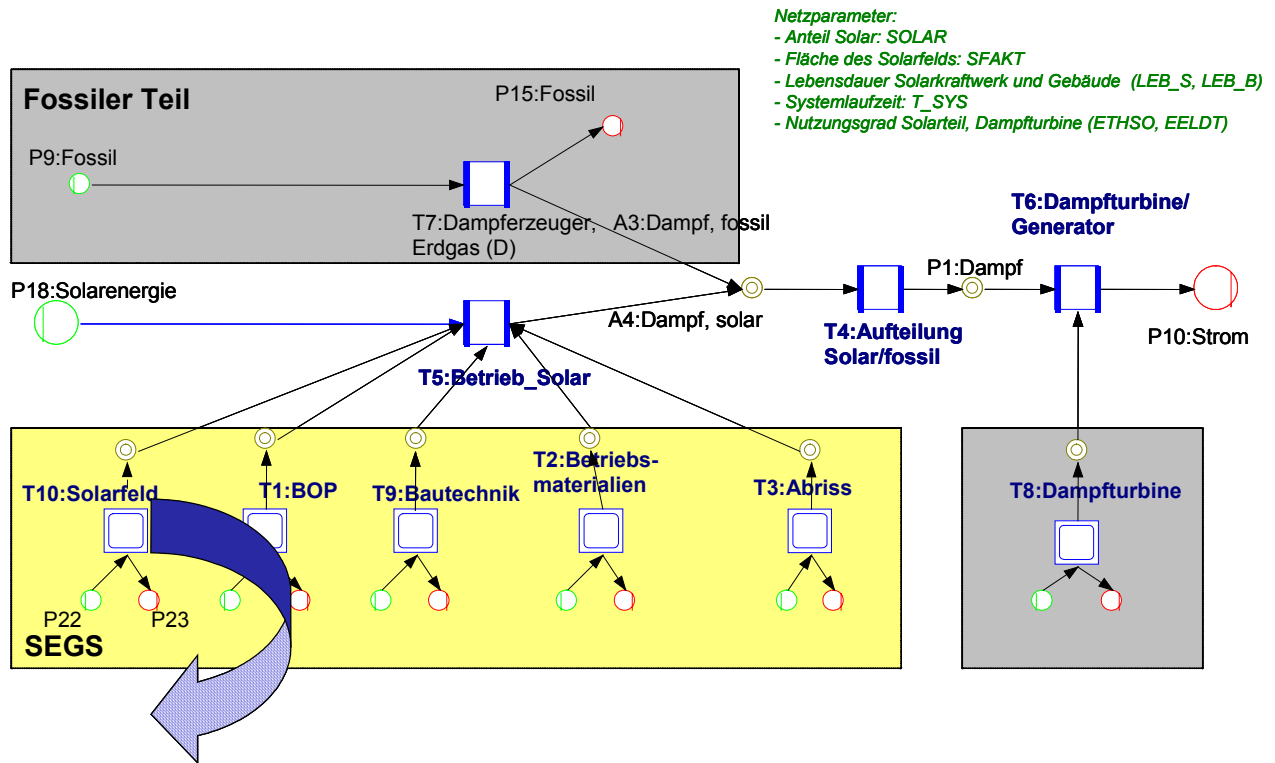 Netzparameter:
- Anteil Solar: SOLAR
- Fläche des Solarfelds: SFAKT
- Lebensdauer Solarkraftwerk und Gebäude (LEB_S, LEB_B)
- Systemlaufzeit: T_SYS
- Nutzungsgrad Solarteil, Dampfturbine (ETHSO, EELDT)
Fossiler Teil
P15:Fossil
P9:Fossil
T7:Dampferzeuger,
Erdgas (D)
A3:Dampf, fossil
T6:Dampfturbine/
Generator
P18:Solarenergie
P1:Dampf
A4:Dampf, solar
T4:Aufteilung
Solar/fossil
P10:Strom
T5:Betrieb_Solar
T10:Solarfeld
T1:BOP
T9:Bautechnik
T2:Betriebs-
materialien
T3:Abriss
T8:Dampfturbine
P22
P23
SEGS